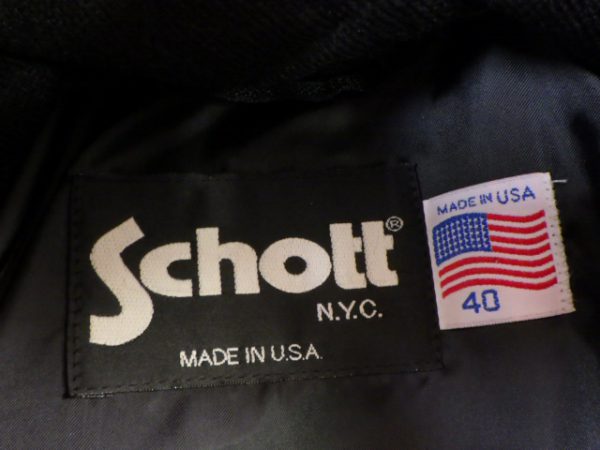 Schott®
N.Y.C.
MADE IN U.S.A.
MADE IN USA
40